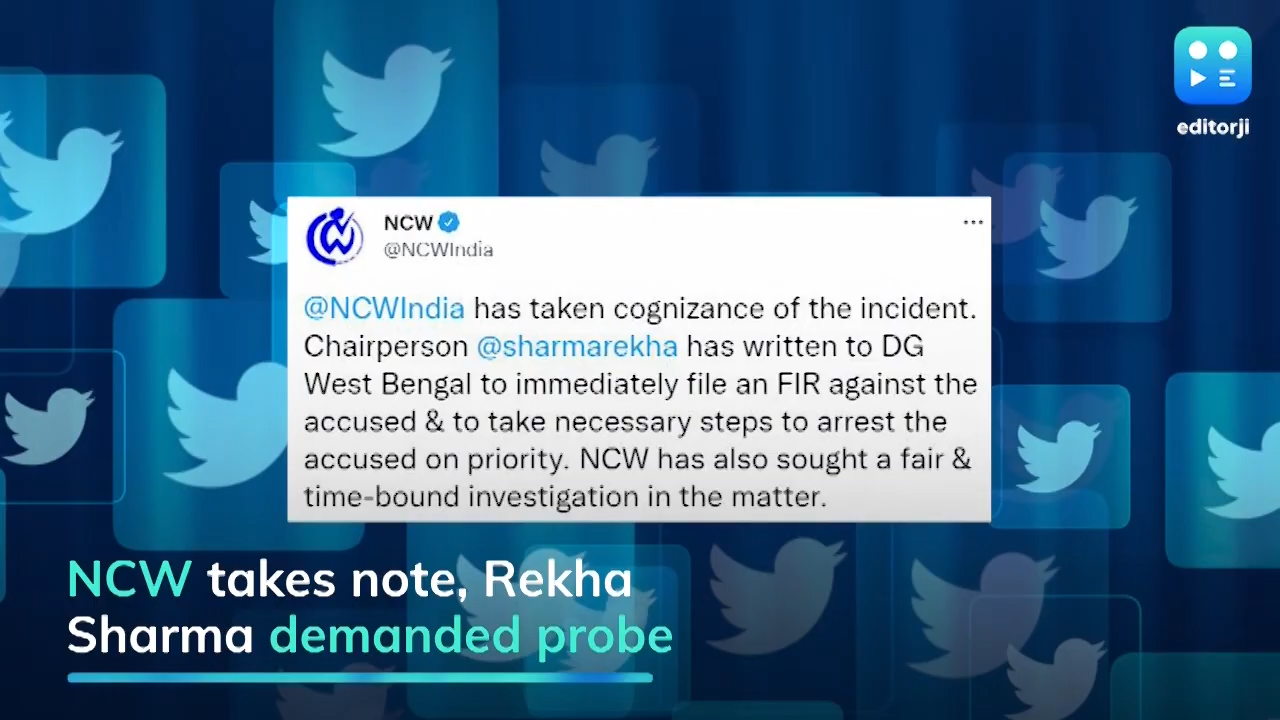 editorji
NCW
@NCWIndia
@NCWIndia has taken cognizance of the incident.
Chairperson @sharmarekha has written to DG
West Bengal to immediately file an FIR against the
accused & to take necessary steps to arrest the
accused on priority. NCW has also sought a fair &
time-bound investigation in the matter.
NCW takes note, Rekha
Sharma demanded probe